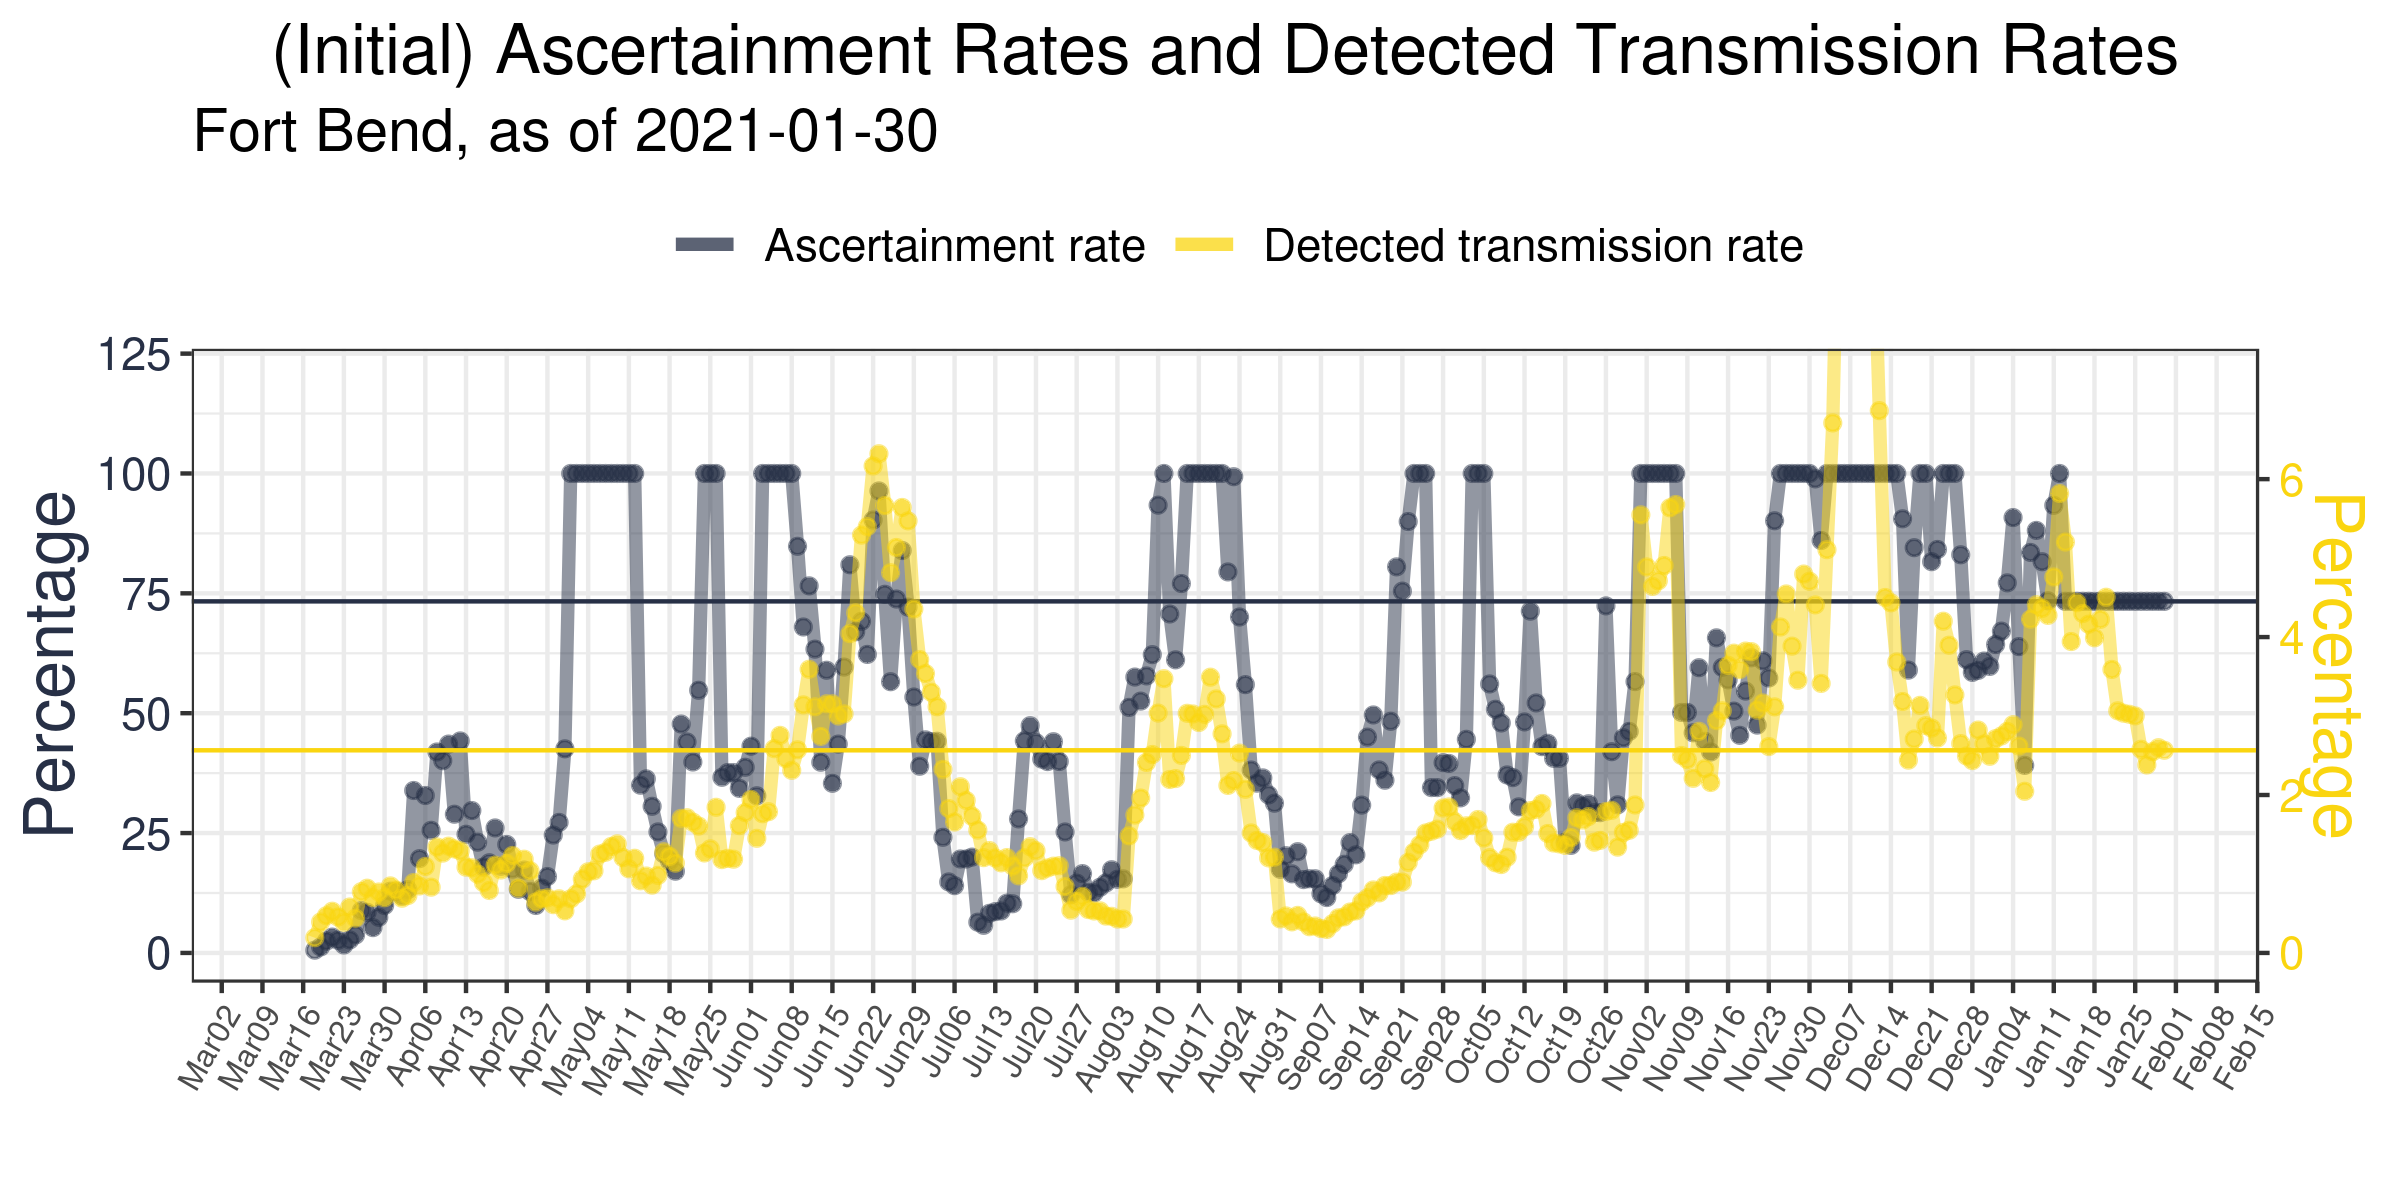 (Initial) Ascertainment Rates and Detected Transmission Rates
Fort Bend, as of 2021-01-30
Ascertainment rate Detected transmission rate
Percentage
125
100
75
50
25
0
6
4
2
0
Percentage
Mar02 Mar09 Mar16 Mar23 Mar30 Apr06 Apr13 Apr20 Apr27 May04 May11 May18 May25 Jun01 Jun08 Jun15 Jun22 Jun29 Jul06 Jul13 Jul20 Jul27 Aug03 Aug10 Aug17 Aug24 Aug31 Sep07 Sep14 Sep21 Sep28 Oct05 Oct12 Oct19 Oct26 Nov02 Nov09 Nov16 Nov23 Nov30 Dec07 Dec14 Dec21 Dec28 Jan04 Jan11 Jan18 Jan25 Feb01 Feb08 Feb15